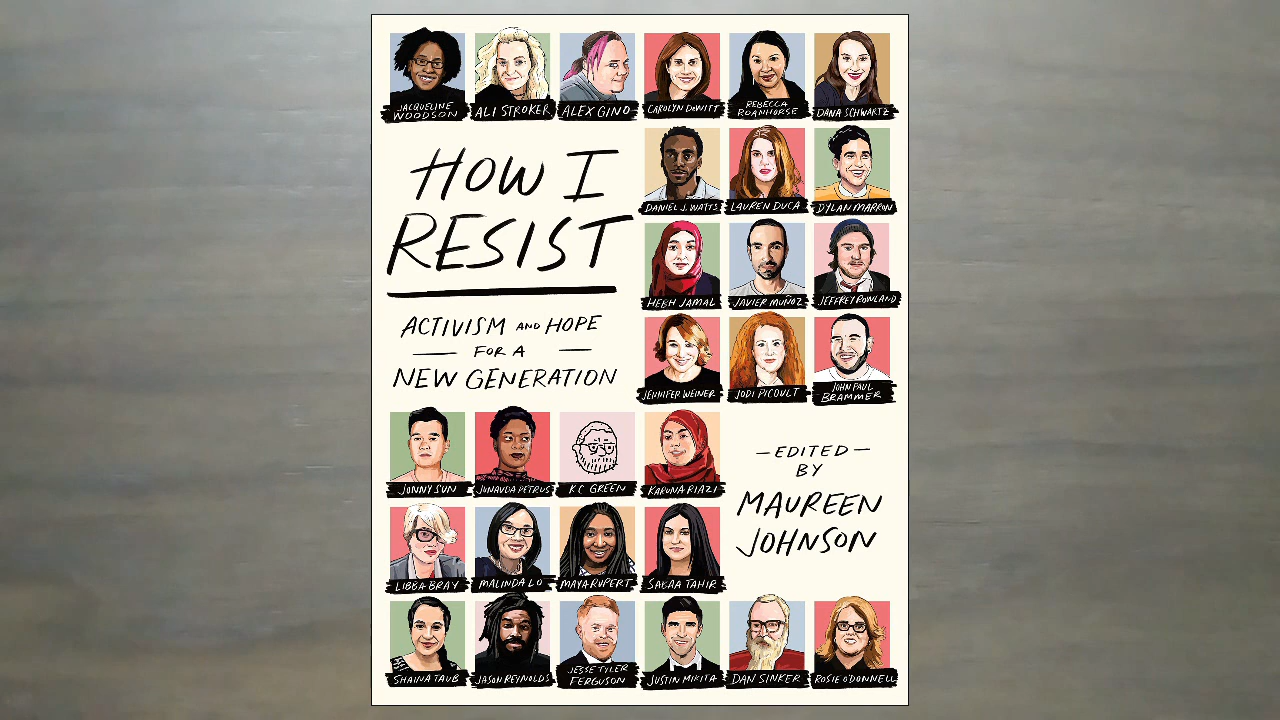 JACQUELINE
WOODSON
ALI STROKER
ALEX GINO
CAROLYN DeWITT
REBECCA
ROANHORSE
DANA SCHWARTZ
HOW I
RESIST
DANIEL J. WATTS
LAUREN DUCA
DYLAN MARRON
HEBH JAMAL
JAVIER MUÑOZ
JEFFREY ROWLAND
ACTIVISM AND HOPE
FOR A
NEW GENERATION
JENNIFER WEINER
JODI PICOULT
JOHN PAUL
BRAMMER
JONNY SUN
JUNAUDA PETRUS
KC GREEN
KARUNA RIAZI
— EDITED —
BY
MAUREEN
JOHNSON
LIBBA BRAY
MALINDA LO
MAYA RUPERT
SABAA TAHIR
SHAINA TAUB
JASON REYNOLDS
JESSE TYLER
FERGUSON
JUSTIN MIKITA
DAN SINKER
ROSIE O'DONNELL